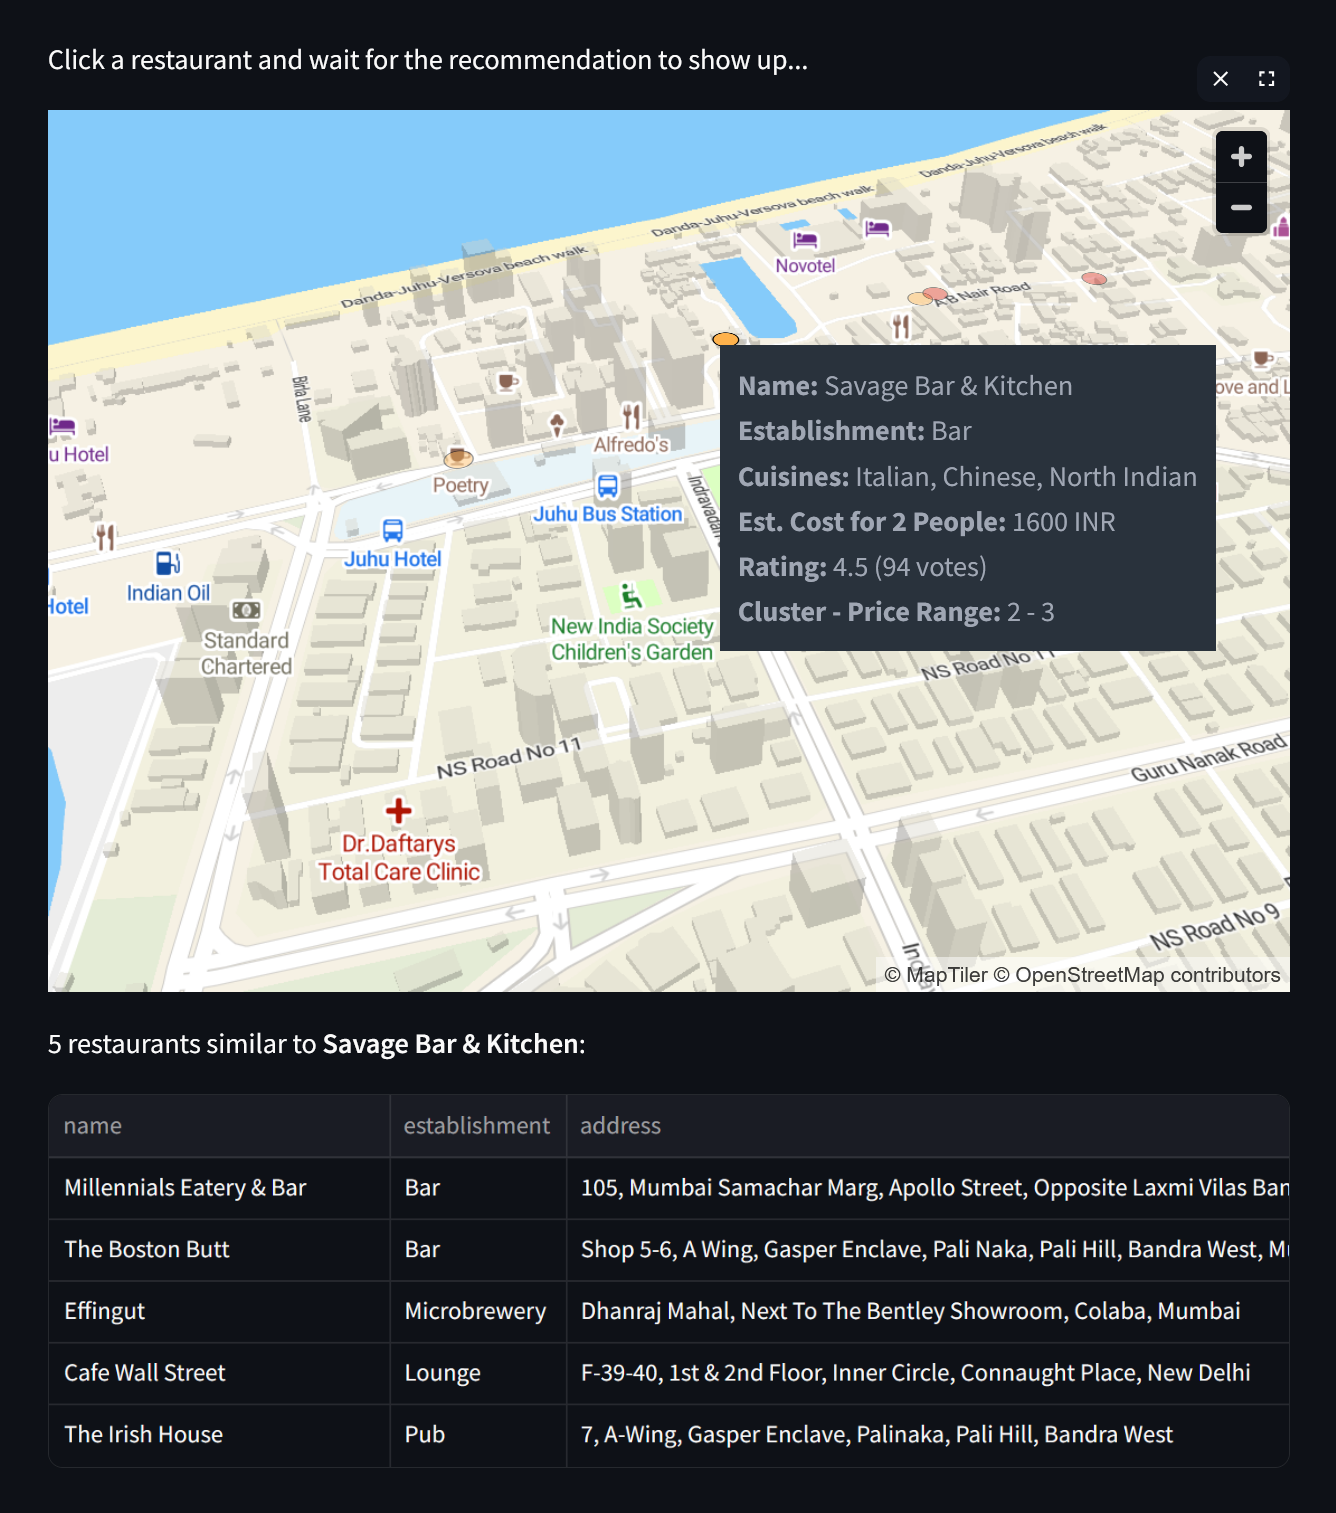 Click a restaurant and wait for the recommendation to show up...
Danda-Juhu-Versova beach walk
Danda-Juhu-Versova beach walk
Danda-Juhu-Versova beach walk
Novotel
A B Nair Road
Birla Lane
u Hotel
Alfredo's
Poetry
Juhu Bus Station
Juhu Hotel
Indian Oil
Hotel
Standard
Chartered
New India Society
Children's Garden
ove and L
Name: Savage Bar & Kitchen
Establishment: Bar
Cuisines: Italian, Chinese, North Indian
Est. Cost for 2 People: 1600 INR
Rating: 4.5 (94 votes)
Cluster - Price Range: 2 - 3
NS Road No 11
NS Road No 11
Guru Nanak Road
Dr.Daftarys
Total Care Clinic
NS Road No 9
© MapTiler © OpenStreetMap contributors
5 restaurants similar to Savage Bar & Kitchen:
name establishment address
Millennials Eatery & Bar Bar 105, Mumbai Samachar Marg, Apollo Street, Opposite Laxmi Vilas Ban
The Boston Butt Bar Shop 5-6, A Wing, Gasper Enclave, Pali Naka, Pali Hill, Bandra West, M
Effingut Microbrewery Dhanraj Mahal, Next To The Bentley Showroom, Colaba, Mumbai
Cafe Wall Street Lounge F-39-40, 1st & 2nd Floor, Inner Circle, Connaught Place, New Delhi
The Irish House Pub 7, A-Wing, Gasper Enclave, Palinaka, Pali Hill, Bandra West